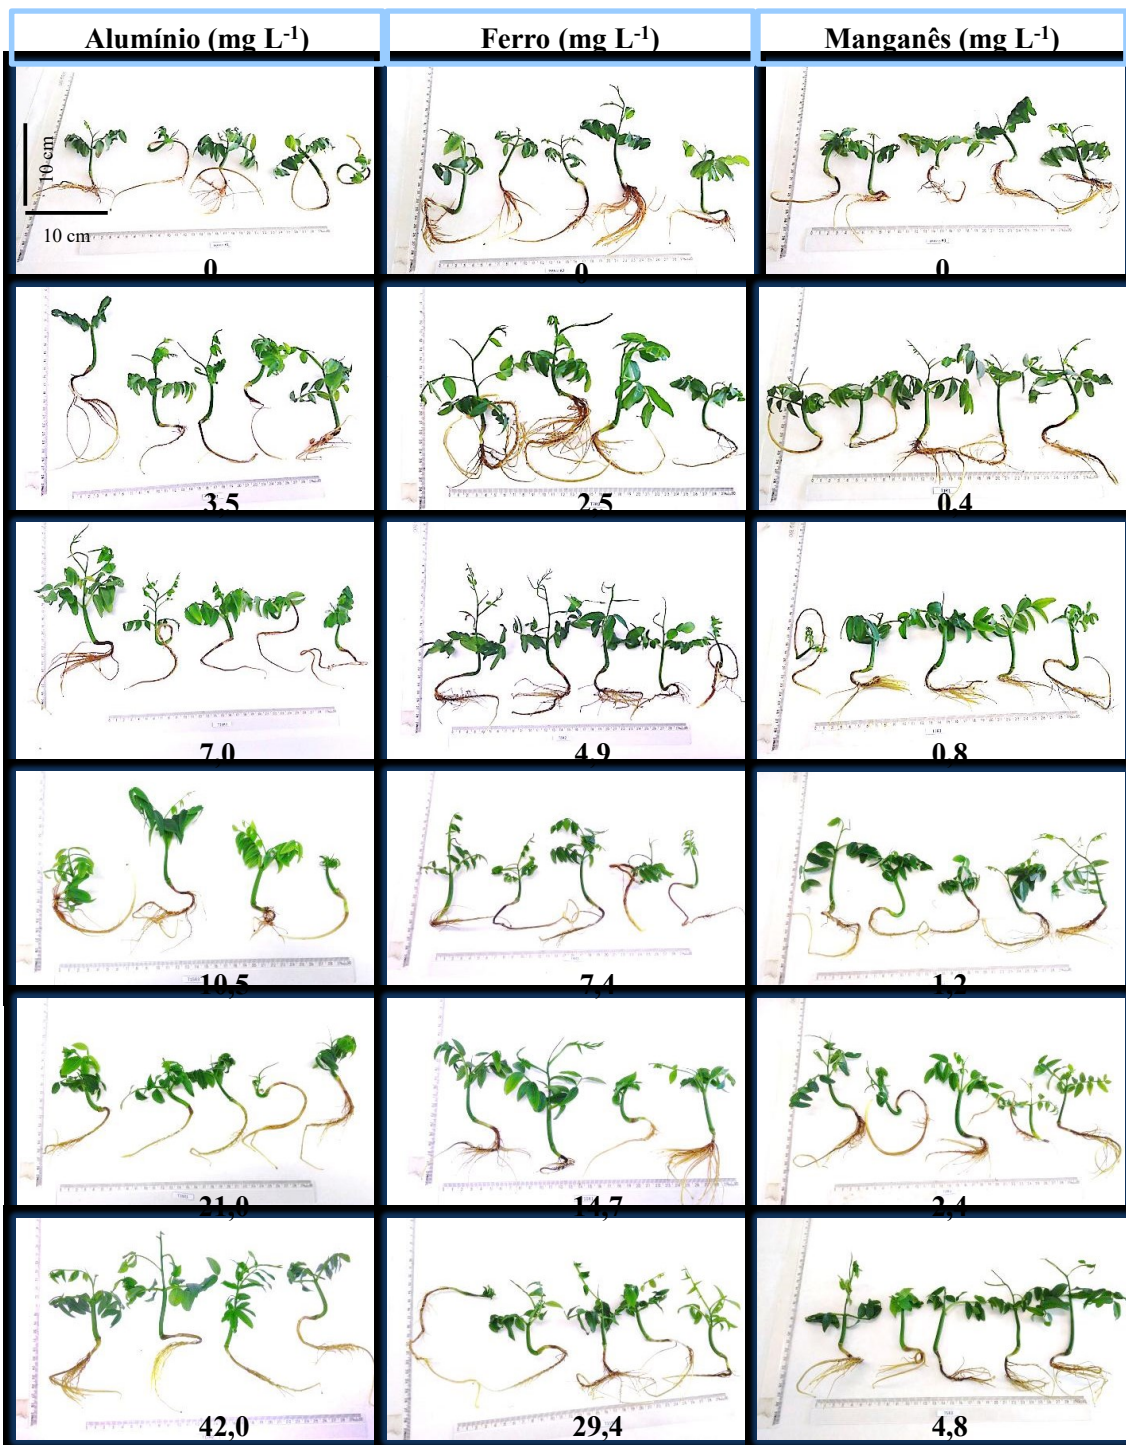 Alumínio (mg L-1) Ferro (mg L-1) Manganês (mg L-1)
10 cm
10 cm
0 0 0
3,5 2,5 0,4
7,0 4,9 0,8
10,5 7,4 1,2
21,0 14,7 2,4
42,0 29,4 4,8